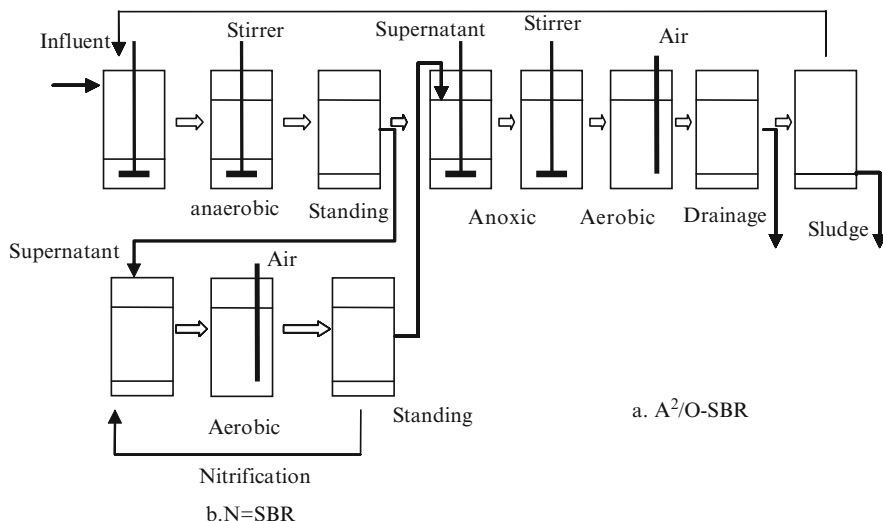 Influent
Stirrer
Supernatant
Stirrer
Air
anaerobic
Standing
Anoxic
Aerobic
Drainage
Sludge
Supernatant
Air
Aerobic
Standing
a. A²/O-SBR
Nitrification
b.N=SBR